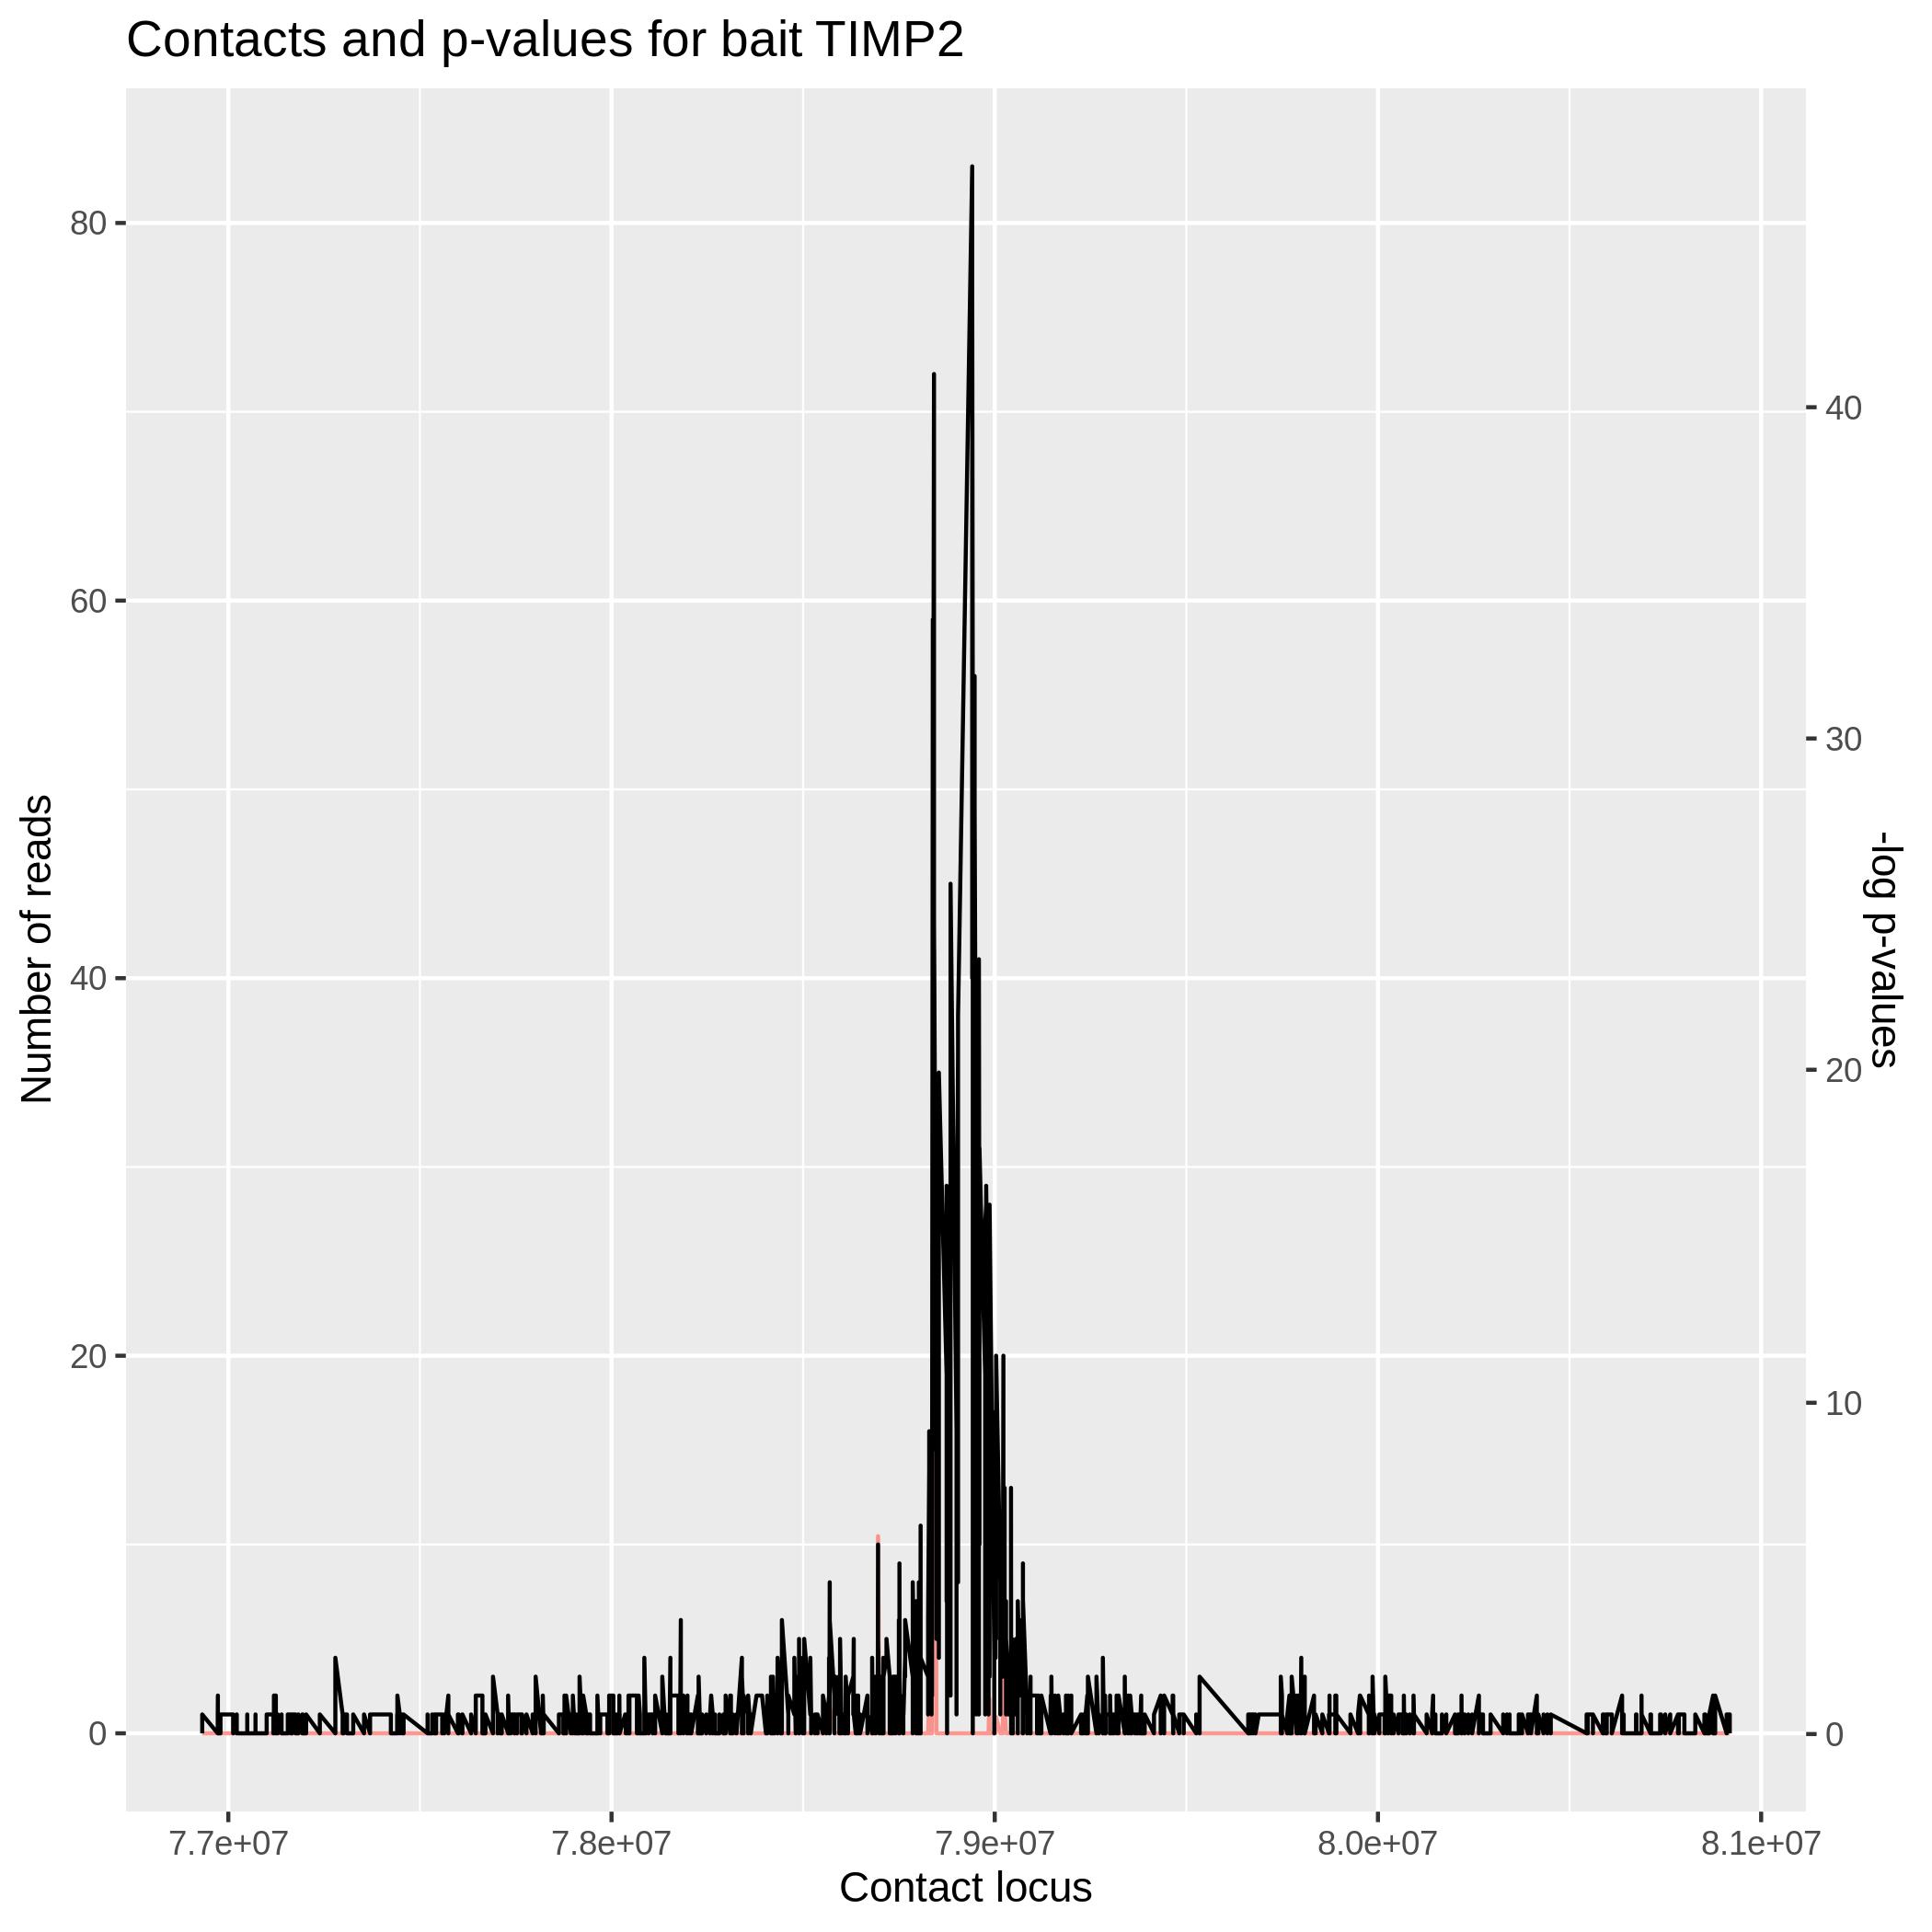 Contacts and p-values for bait TIMP2
80
60
40
20
0
Number of reads
40
30
20
10
0
-log p-values
7.7e+07 7.8e+07 7.9e+07 8.0e+07 8.1e+07
Contact locus